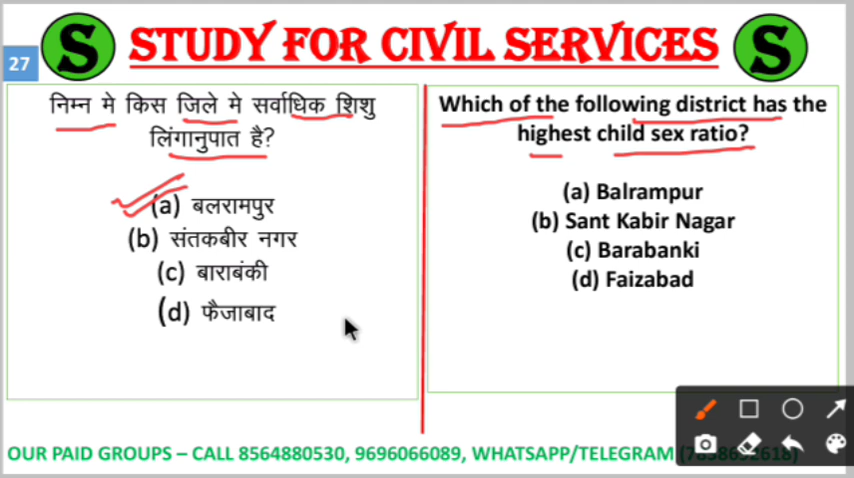 S STUDY FOR CIVIL SERVICES S
27
निम्न मे किस जिले मे सर्वाधिक शिशु
लिंगानुपात है?
(a) बलरामपुर
(b) संतकबीर नगर
(c) बाराबंकी
(d) फैजाबाद
Which of the following district has the
highest child sex ratio?
(a) Balrampur
(b) Sant Kabir Nagar
(c) Barabanki
(d) Faizabad
OUR PAID GROUPS – CALL 8564880530, 9696066089, WHATSAPP/TELEGRAM